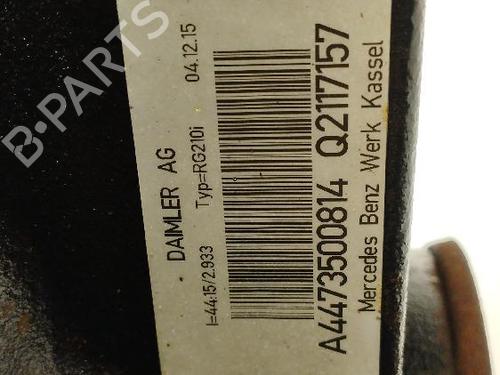 DAIMLER AG
04.12.15
I=44:15/2.933 Typ=RG210i
A4473500814 Q2117157
Mercedes Benz Werk Kassel
B-PARTS